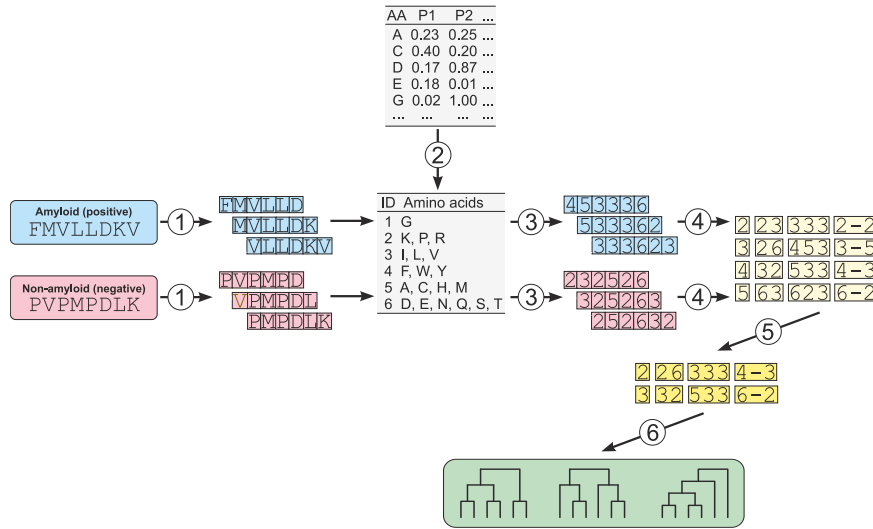 AA P1 P2 ...
A 0.23 0.25 ...
C 0.40 0.20 ...
D 0.17 0.87 ...
E 0.18 0.01 ...
G 0.02 1.00 ...
... ... ... ...
2
Amyloid (positive)
FMVLLDKV
1
FMVLLD
MVLLDK
VLLDKV
Non-amyloid (negative)
PVPMPDLK
1
PVPMPD
VPMPDL
PMPDLK
ID Amino acids
1 G
2 K, P, R
3 I, L, V
4 F, W, Y
5 A, C, H, M
6 D, E, N, Q, S, T
3
453336
533362
333623
3
232526
325263
252632
4
4
2 23 333 2-2
3 26 453 3-5
4 32 533 4-3
5 63 623 6-2
5
2 26 333 4-3
3 32 533 6-2
6